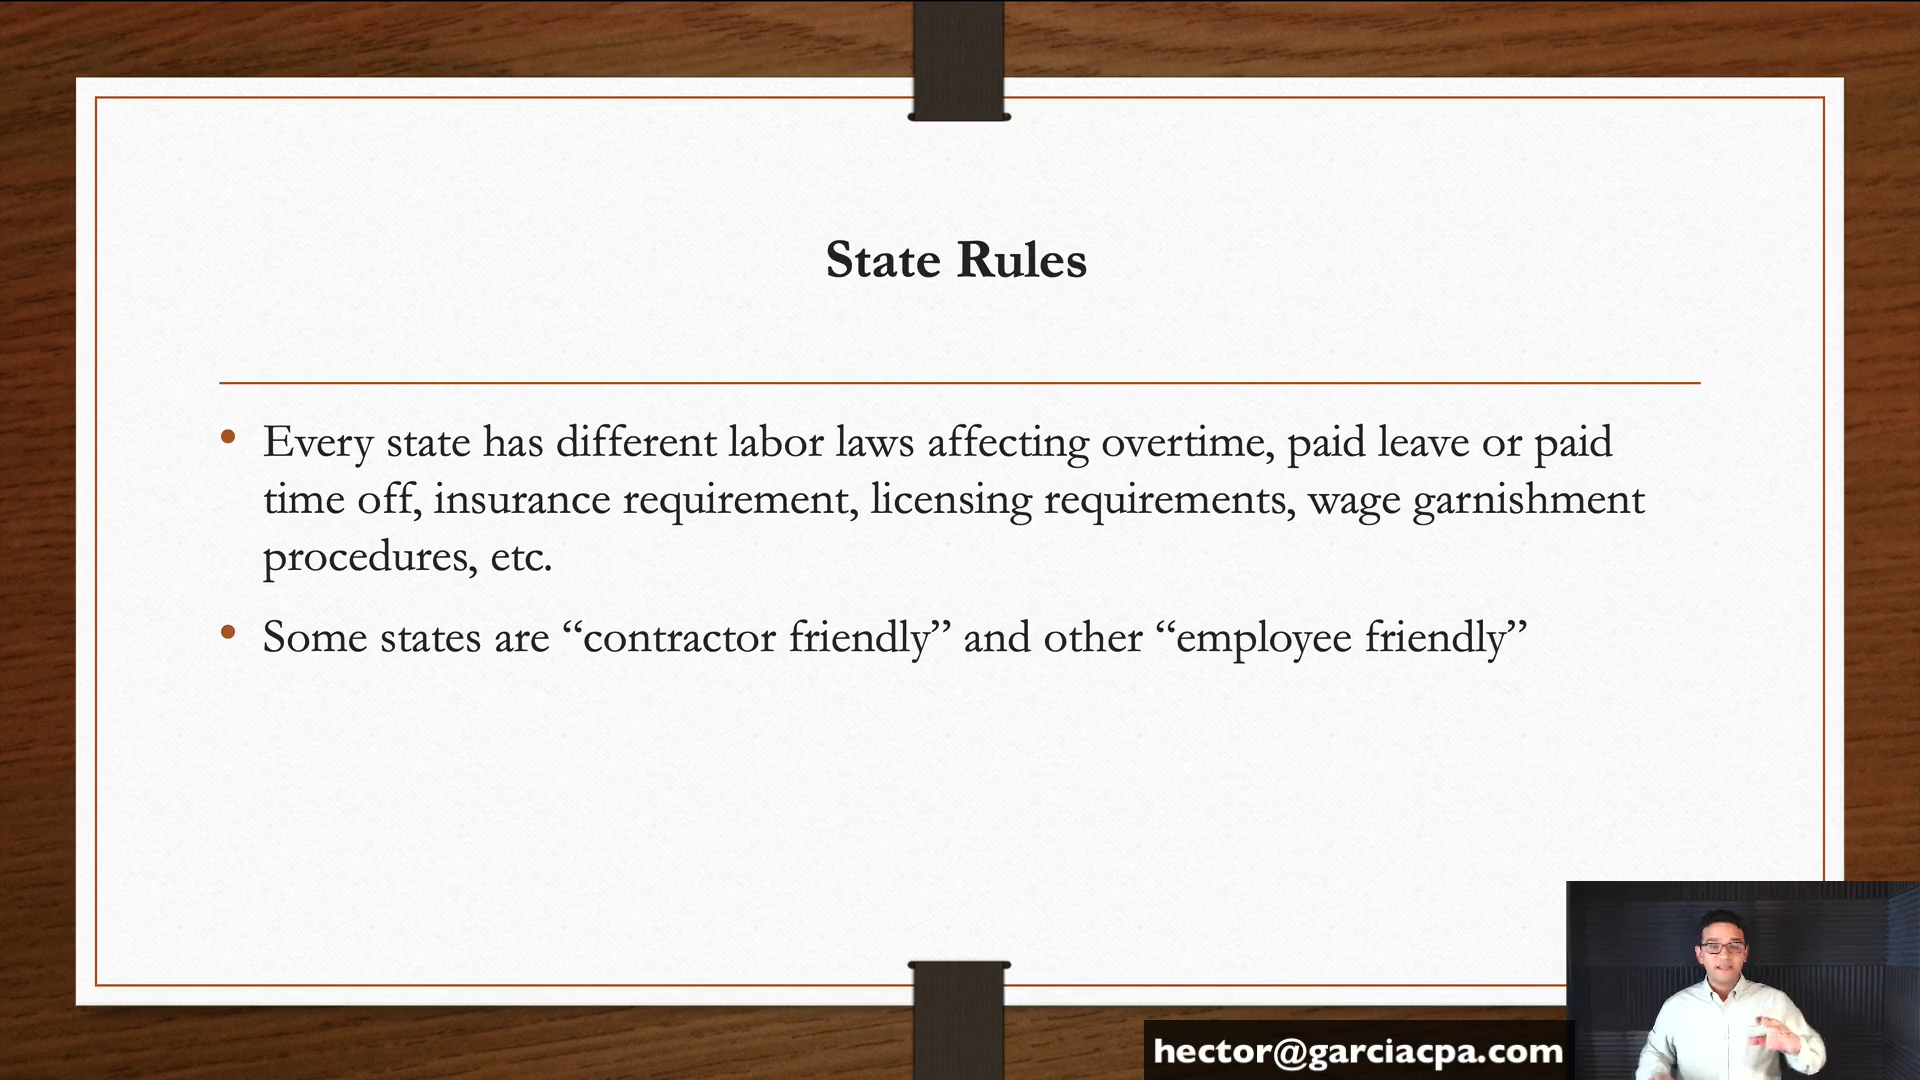 State Rules
• Every state has different labor laws affecting overtime, paid leave or paid
time off, insurance requirement, licensing requirements, wage garnishment
procedures, etc.
• Some states are “contractor friendly” and other “employee friendly”
hector@garciacpa.com